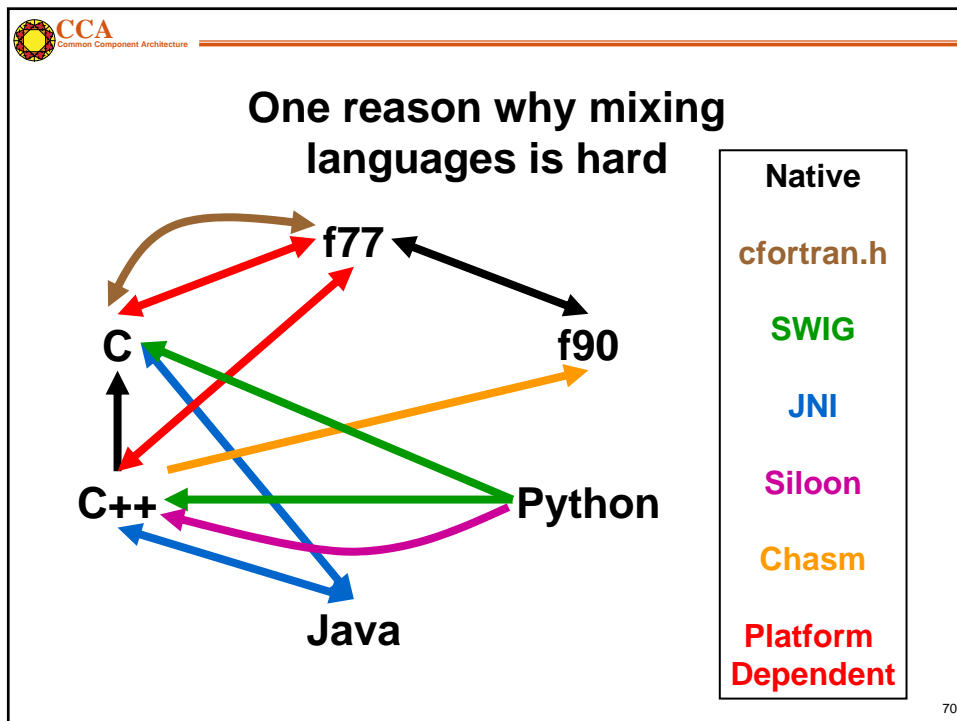 CCA
Common Component Architecture
One reason why mixing
languages is hard
Native
cfortran.h
SWIG
JNI
Siloon
Chasm
Platform
Dependent
f77
C
f90
C++
Python
Java
70